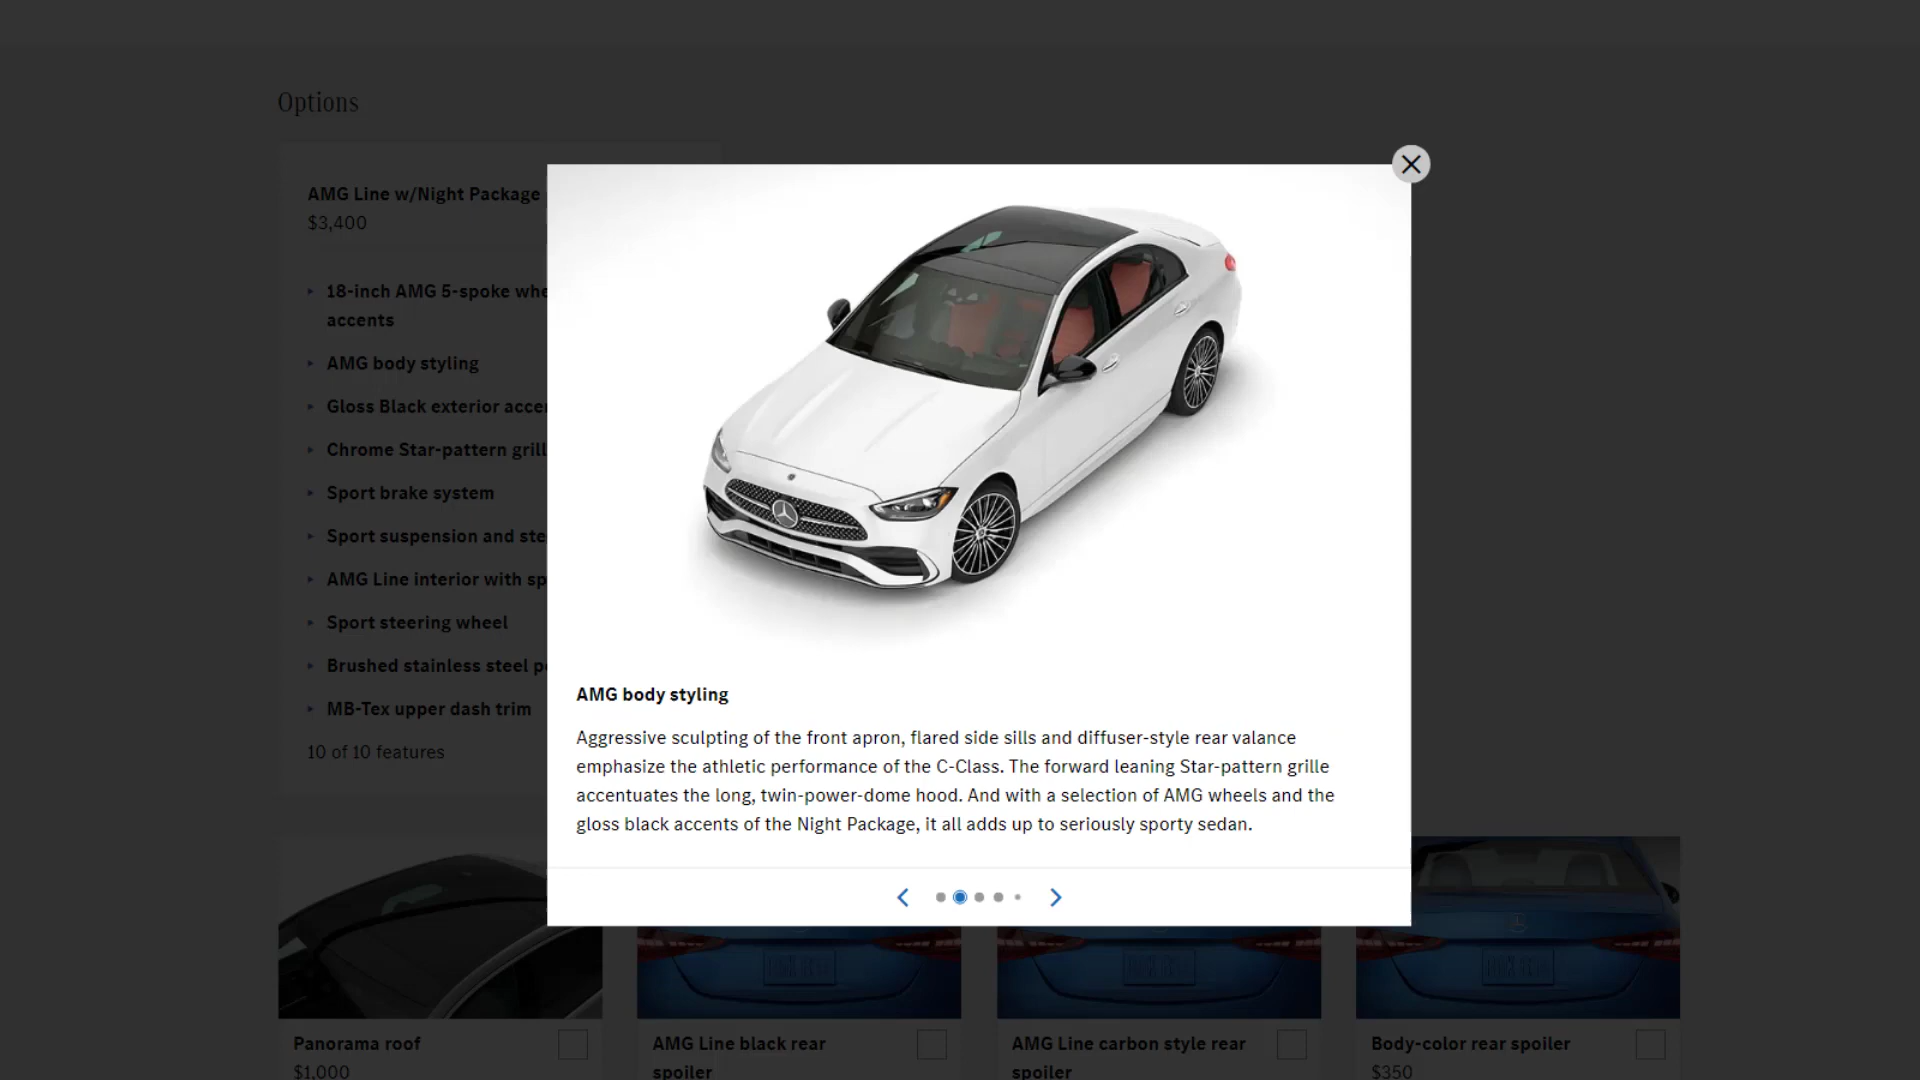 Options
AMG Line w/Night Package
$3,400
18-inch AMG 5-spoke
accents
AMG body styling
Gloss Black exterior
Chrome Star-pattern
Sport brake system
Sport suspension and
AMG Line interior with
Sport steering wheel
Brushed stainless steel
MB-Tex upper dash trim
10 of 10 features
AMG body styling
Aggressive sculpting of the front apron, flared side sills and diffuser-style rear valance
emphasize the athletic performance of the C-Class. The forward leaning Star-pattern grille
accentuates the long, twin-power-dome hood. And with a selection of AMG wheels and the
gloss black accents of the Night Package, it all adds up to seriously sporty sedan.
Panorama roof
$1,000
AMG Line black rear
spoiler
AMG Line carbon style rear
spoiler
Body-color rear spoiler
$350